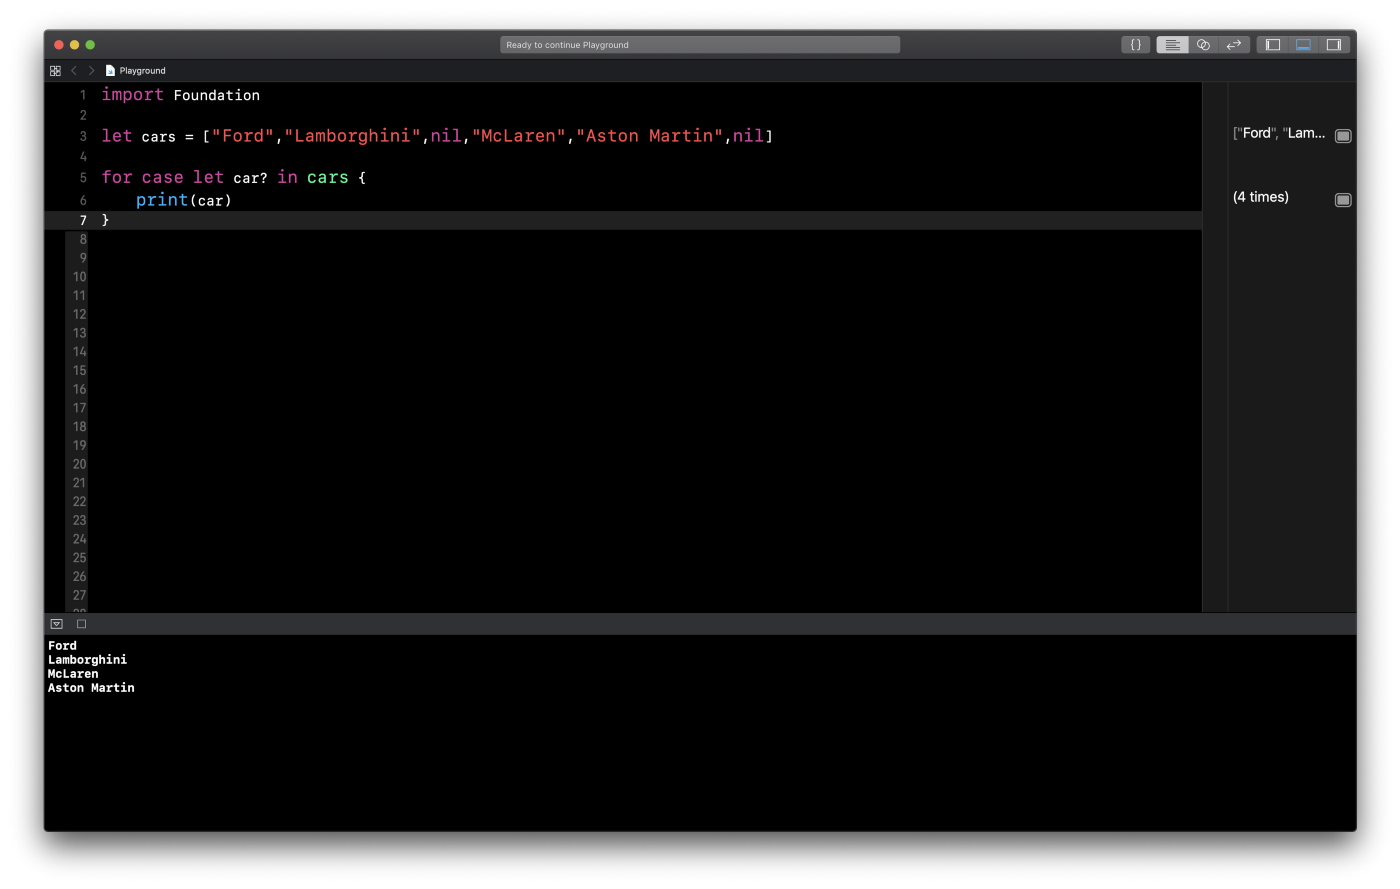 Ready to continue Playground
{}
Playground
1 import Foundation
2
3 let cars = ["Ford","Lamborghini",nil,"McLaren","Aston Martin",nil]
["Ford", "Lam...
4
5 for case let car? in cars {
6 print(car)
(4 times)
7 }
8
9
10
11
12
13
14
15
16
17
18
19
20
21
22
23
24
25
26
27
28
Ford
Lamborghini
McLaren
Aston Martin